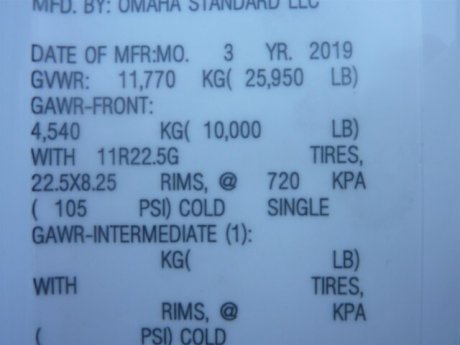 MFD. BY: OMAHA STANDARD LLC
DATE OF MFR:MO. 3 YR. 2019
GVWR: 11,770 KG( 25,950 LB)
GAWR-FRONT:
4,540 KG( 10,000 LB)
WITH 11R22.5G TIRES,
22.5X8.25 RIMS, @ 720 KPA
( 105 PSI) COLD SINGLE
GAWR-INTERMEDIATE (1):
KG( LB)
WITH TIRES,
RIMS, @ KPA
( PSI) COLD